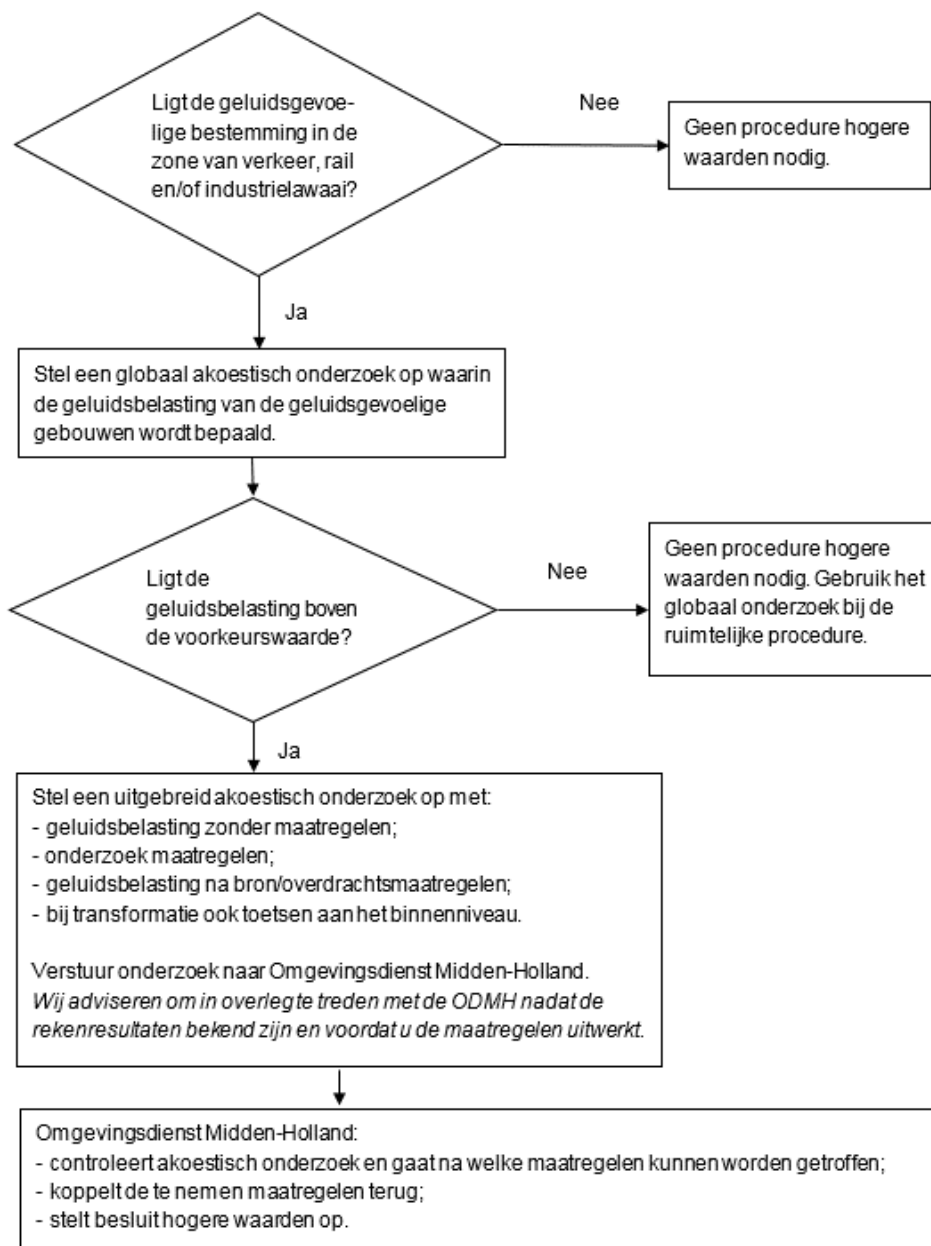 Ligt de geluidsgevoe-
lige bestemming in de
zone van verkeer, rail
en/of industrielawaai?
Nee
Geen procedure hogere
waarden nodig.
Ja
Stel een globaal akoestisch onderzoek op waarin
de geluidsbelasting van de geluidsgevoelige
gebouwen wordt bepaald.
Ligt de
geluidsbelasting boven
de voorkeurswaarde?
Nee
Geen procedure hogere
waarden nodig. Gebruik het
globaal onderzoek bij de
ruimtelijke procedure.
Ja
Stel een uitgebreid akoestisch onderzoek op met:
- geluidsbelasting zonder maatregelen;
- onderzoek maatregelen;
- geluidsbelasting na bron/overdrachtsmaatregelen;
- bij transformatie ook toetsen aan het binnenniveau.
Verstuur onderzoek naar Omgevingsdienst Midden-Holland.
Wij adviseren om in overleg te treden met de ODMH nadat de
rekenresultaten bekend zijn en voordat u de maatregelen uitwerkt.
Omgevingsdienst Midden-Holland:
- controleert akoestisch onderzoek en gaat na welke maatregelen kunnen worden getroffen;
- koppelt de te nemen maatregelen terug;
- stelt besluit hogere waarden op.